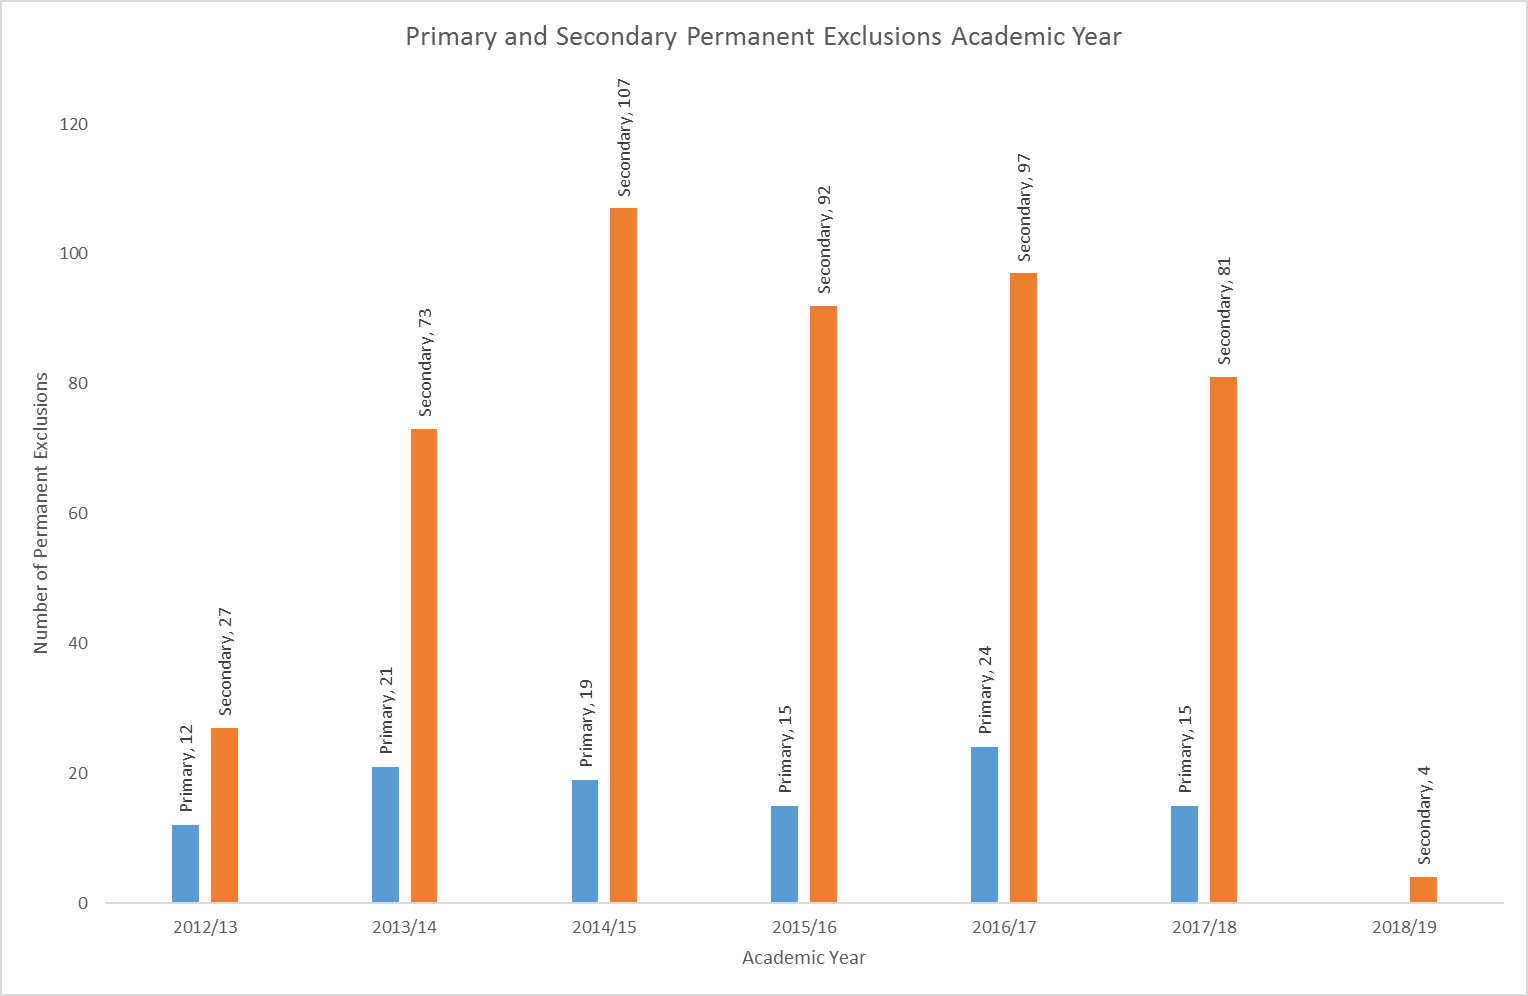 Primary and Secondary Permanent Exclusions Academic Year
Number of Permanent Exclusions
120
100
80
60
40
20
0
Primary, 12
Secondary, 27
Primary, 21
Secondary, 73
Primary, 19
Secondary, 107
Primary, 15
Secondary, 92
Primary, 24
Secondary, 97
Primary, 15
Secondary, 81
Secondary, 4
2012/13
2013/14
2014/15
2015/16
2016/17
2017/18
2018/19
Academic Year